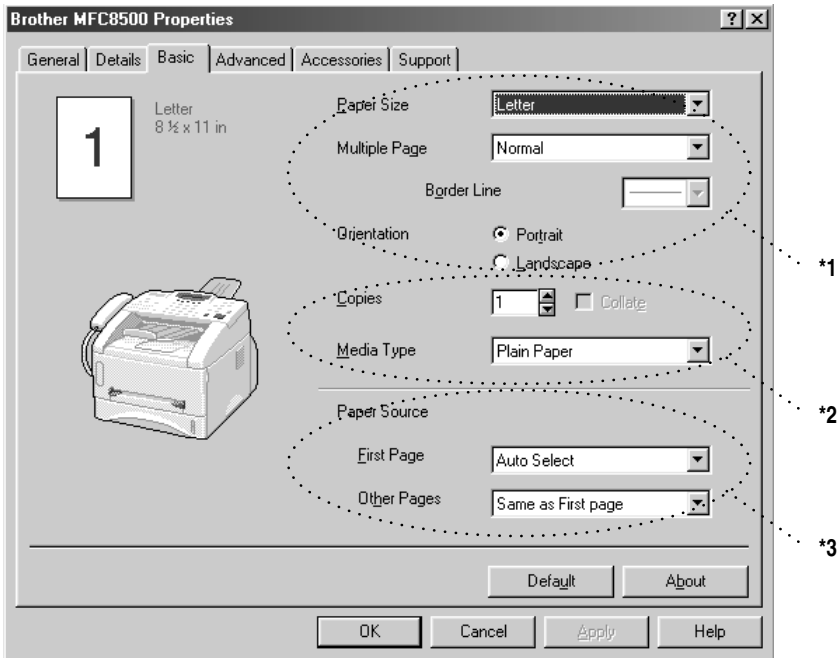 Brother MFC8500 Properties
General Details Basic Advanced Accessories Support
1
Letter
8 ½ x 11 in
Paper Size Letter
Multiple Page Normal
Border Line
Orientation Portrait
Landscape
*1
Copies 1 Collate
Media Type Plain Paper
*2
Paper Source
First Page Auto Select
Other Pages Same as First page
*3
Default About
OK Cancel Apply Help